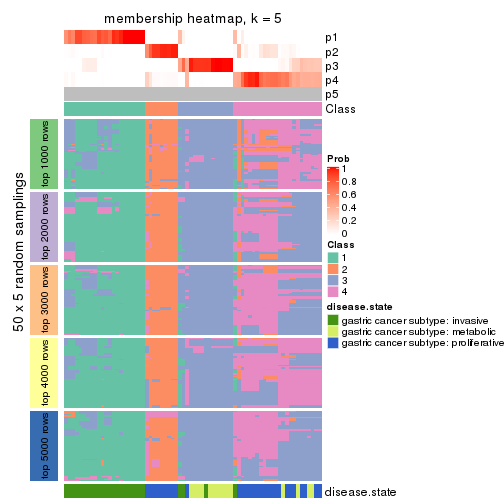 membership heatmap, k = 5
p1
p2
p3
p4
p5
Class
50 x 5 random samplings
top 1000 rows
top 2000 rows
top 3000 rows
top 4000 rows
top 5000 rows
disease.state
Prob
1
0.8
0.6
0.4
0.2
0
Class
1
2
3
4
disease.state
gastric cancer subtype: invasive
gastric cancer subtype: metabolic
gastric cancer subtype: proliferative